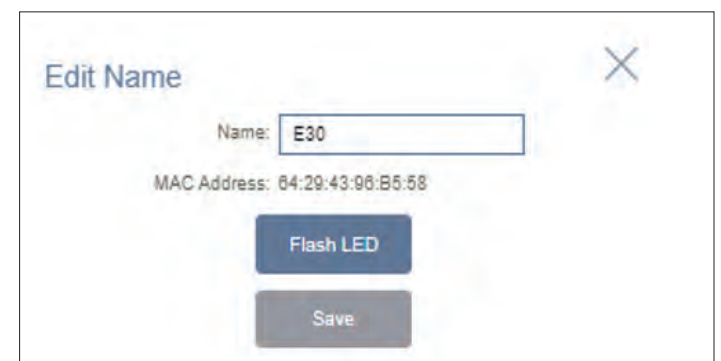 Edit Name
Name: E30
MAC Address: 64:29:43:96:B5:58
Flash LED
Save